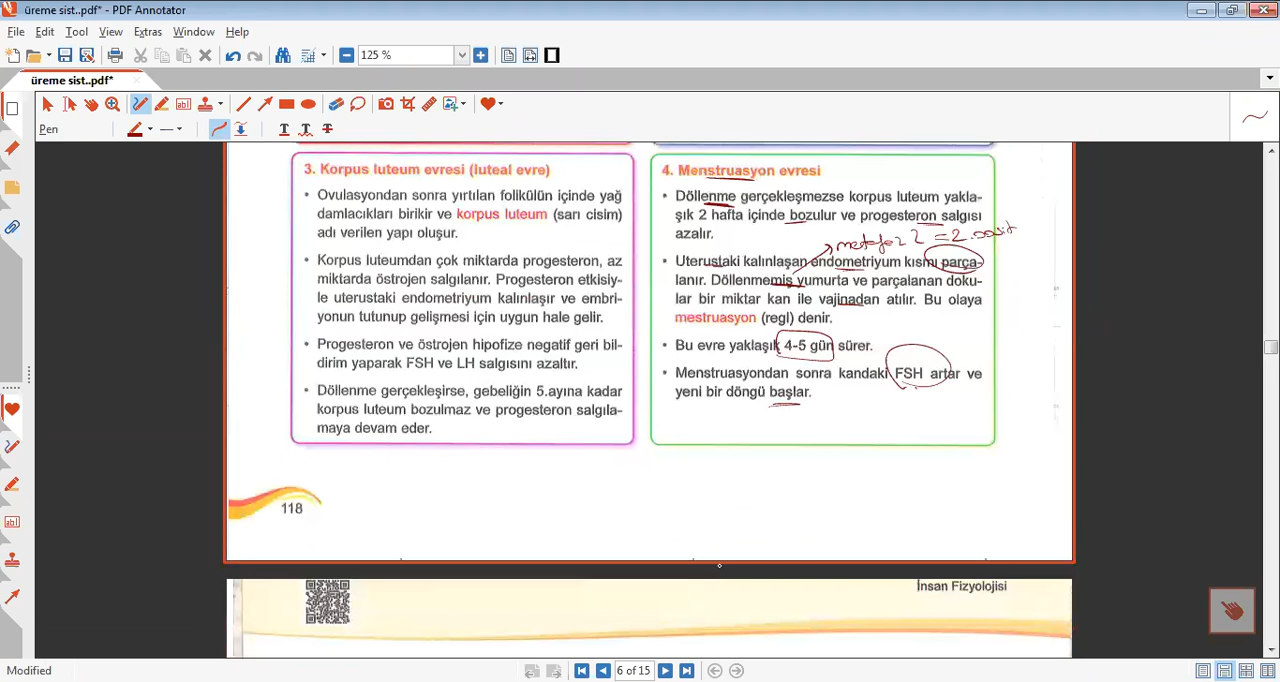 üreme sist..pdf* - PDF Annotator
File Edit Tool View Extras Window Help
125 %
üreme sist..pdf*
Pen
3. Korpus luteum evresi (luteal evre)
• Ovulasyondan sonra yırtılan folikülün içinde yağ
damlacıkları birikir ve korpus luteum (sarı cisim)
adı verilen yapı oluşur.
• Korpus luteumdan çok miktarda progesteron, az
miktarda östrojen salgılanır. Progesteron etkisiy-
le uterustaki endometriyum kalınlaşır ve embri-
yonun tutunup gelişmesi için uygun hale gelir.
• Progesteron ve östrojen hipofize negatif geri bil-
dirim yaparak FSH ve LH salgısını azaltır.
• Döllenme gerçekleşirse, gebeliğin 5.ayına kadar
korpus luteum bozulmaz ve progesteron salgıla-
maya devam eder.
4. Menstruasyon evresi
• Döllenme gerçekleşmezse korpus luteum yakla-
şık 2 hafta içinde bozulur ve progesteron salgısı
azalır.
metafaz 2 = 2.oosit
• Uterustaki kalınlaşan endometriyum kısmı parça-
lanır. Döllenmemiş yumurta ve parçalanan doku-
lar bir miktar kan ile vajinadan atılır. Bu olaya
mestruasyon (regl) denir.
• Bu evre yaklaşık 4-5 gün sürer.
• Menstruasyondan sonra kandaki FSH artar ve
yeni bir döngü başlar.
118
İnsan Fizyolojisi
Modified
6 of 15